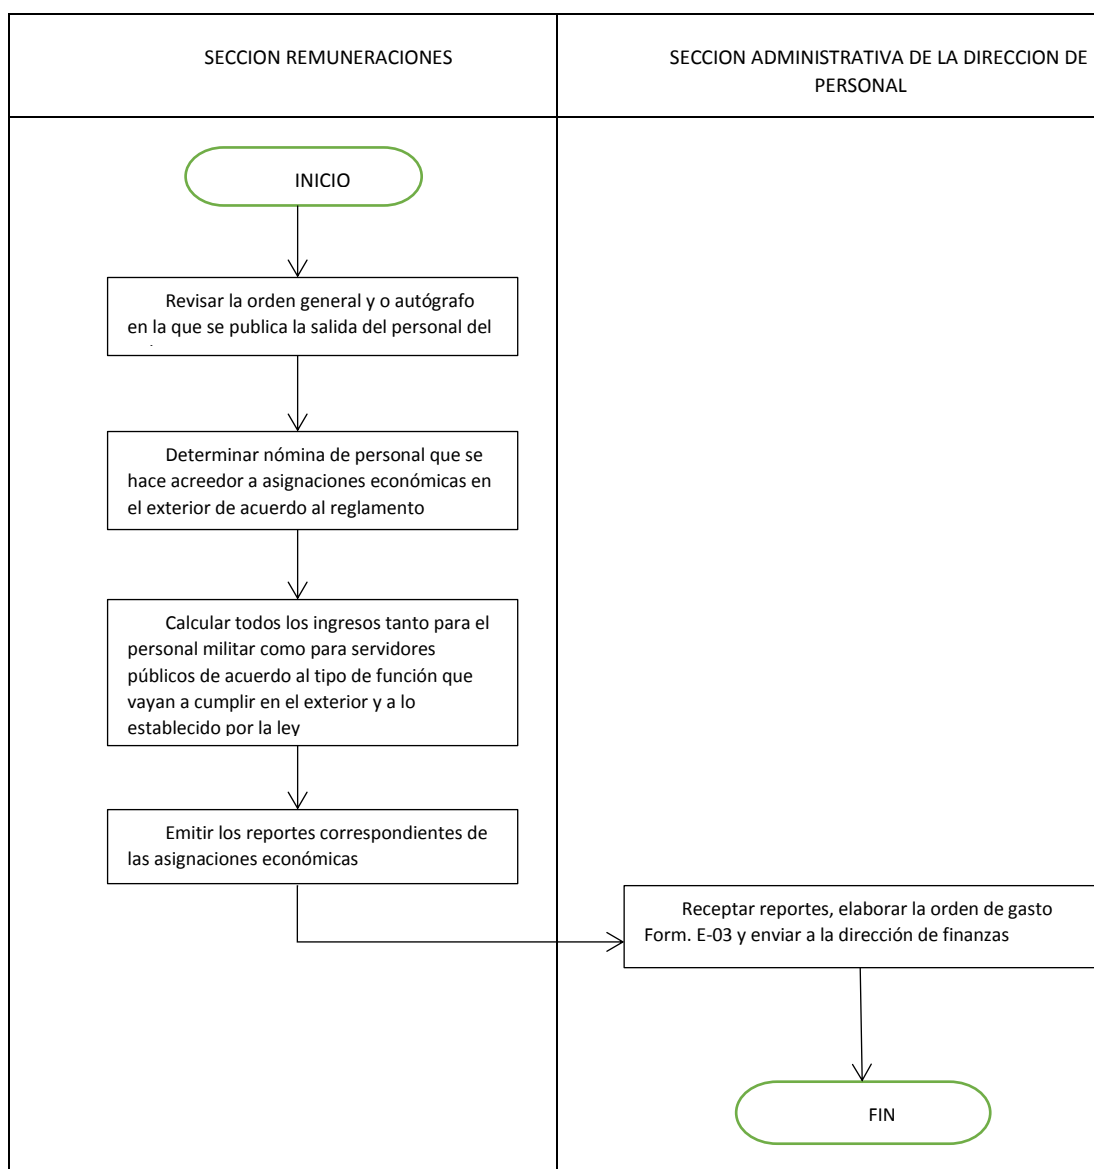 SECCION REMUNERACIONES
SECCION ADMINISTRATIVA DE LA DIRECCION DE
PERSONAL
INICIO
Revisar la orden general y o autógrafo
en la que se publica la salida del personal del
Determinar nómina de personal que se
hace acreedor a asignaciones económicas en
el exterior de acuerdo al reglamento
Calcular todos los ingresos tanto para el
personal militar como para servidores
públicos de acuerdo al tipo de función que
vayan a cumplir en el exterior y a lo
establecido por la ley
Emitir los reportes correspondientes de
las asignaciones económicas
Receptar reportes, elaborar la orden de gasto
Form. E-03 y enviar a la dirección de finanzas
FIN